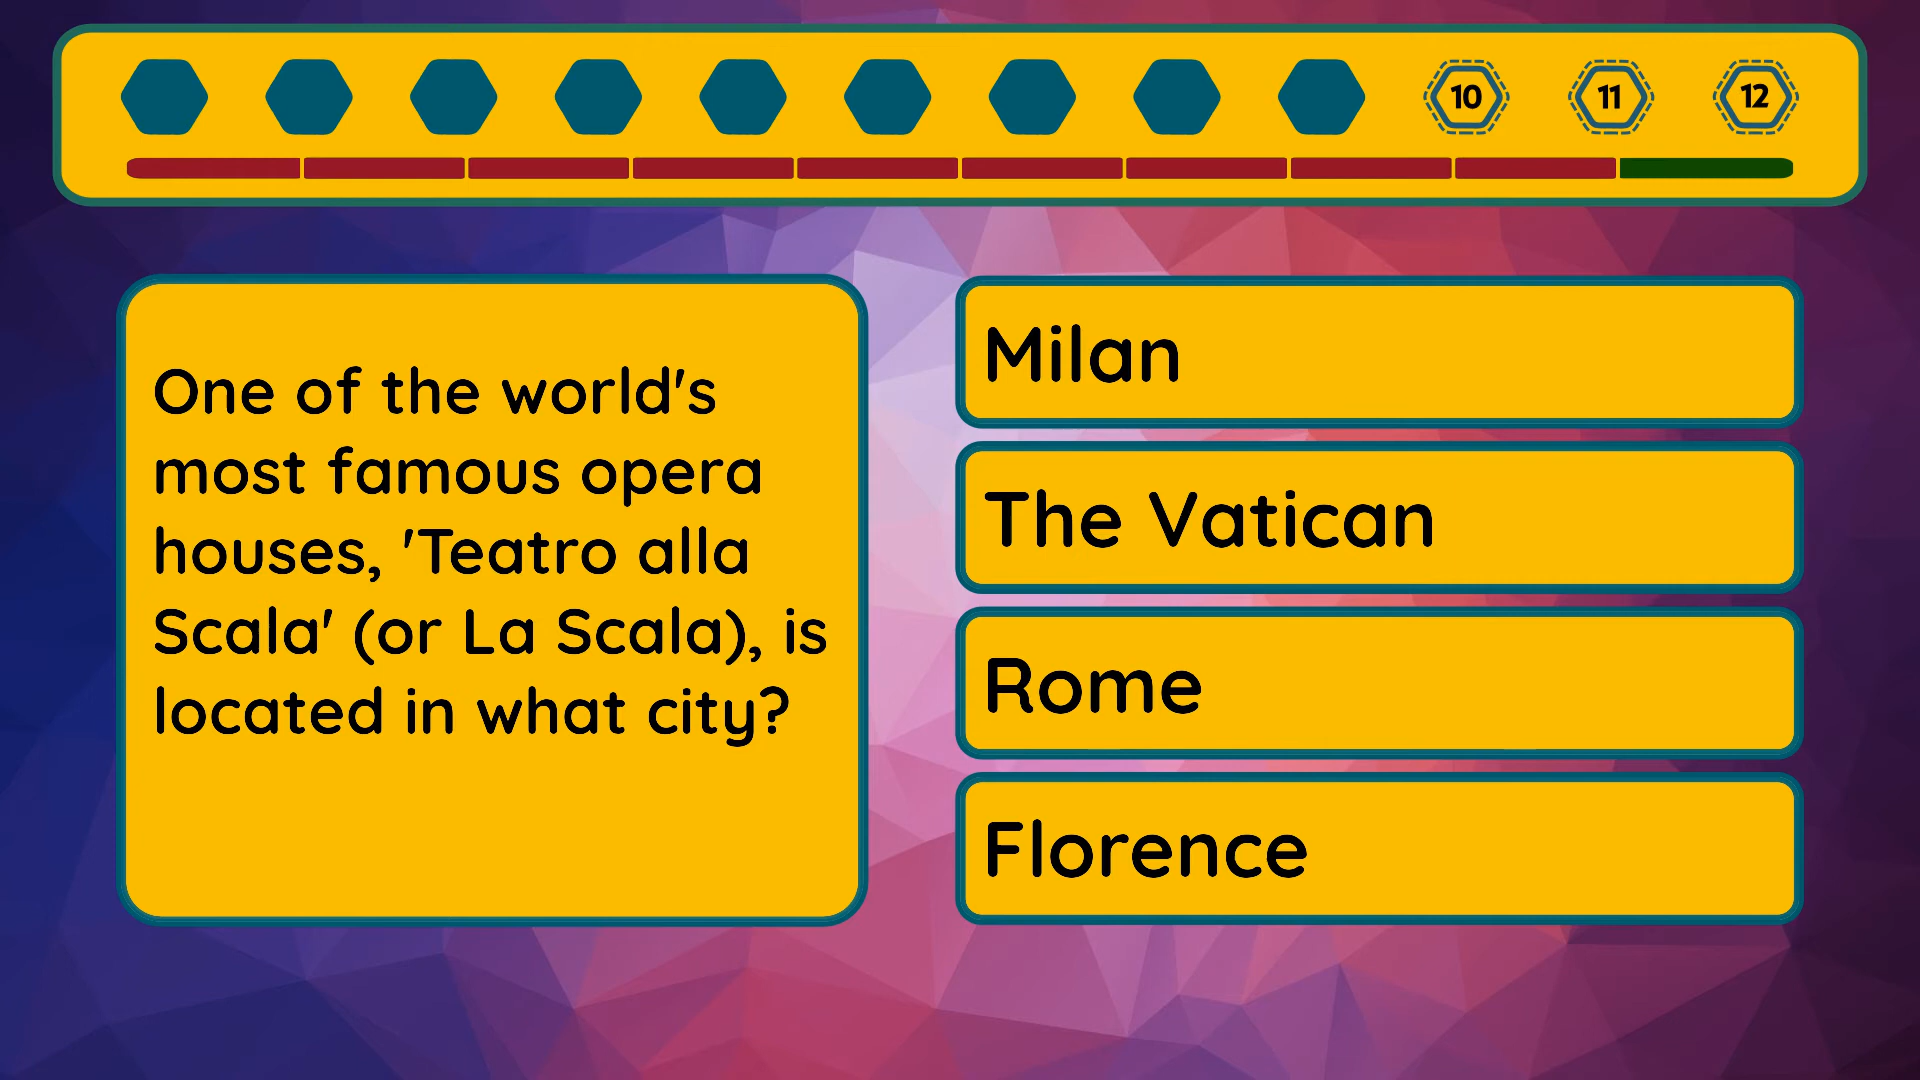 10 11 12
One of the world's
most famous opera
houses, 'Teatro alla
Scala' (or La Scala), is
located in what city?
Milan
The Vatican
Rome
Florence